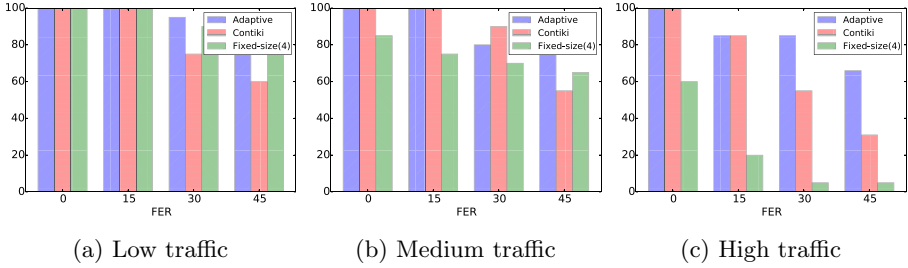 100
80
60
40
20
0
0 15 30 45
FER
Adaptive
Contiki
Fixed-size(4)
(a) Low traffic
100
80
60
40
20
0
0 15 30 45
FER
Adaptive
Contiki
Fixed-size(4)
(b) Medium traffic
100
80
60
40
20
0
0 15 30 45
FER
Adaptive
Contiki
Fixed-size(4)
(c) High traffic